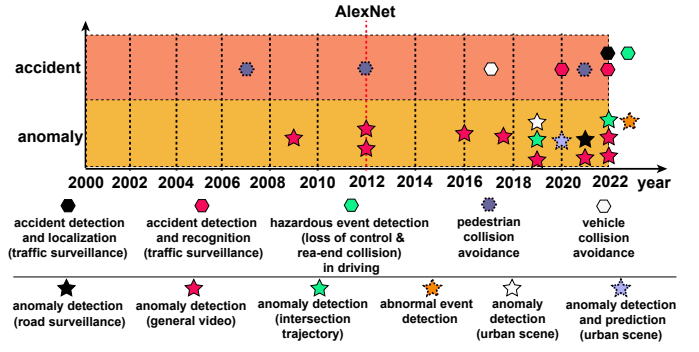 AlexNet
accident
anomaly
2000 2002 2004 2006 2008 2010 2012 2014 2016 2018 2020 2022 year
accident detection
and localization
(traffic surveillance)
accident detection
and recognition
(traffic surveillance)
hazardous event detection
(loss of control &
rea-end collision)
in driving
pedestrian
collision
avoidance
vehicle
collision
avoidance
anomaly detection
(road surveillance)
anomaly detection
(general video)
anomaly detection
(intersection
trajectory)
abnormal event
detection
anomaly
detection
(urban scene)
anomaly detection
and prediction
(urban scene)